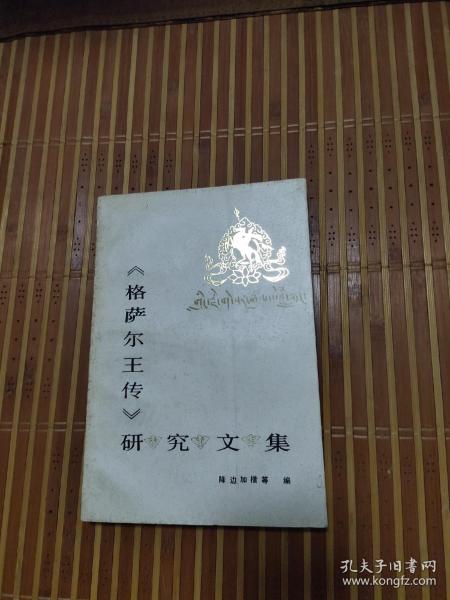 《格萨尔王传》
研究文集
降边加措等 编
孔夫子旧书网
www.kongfz.com